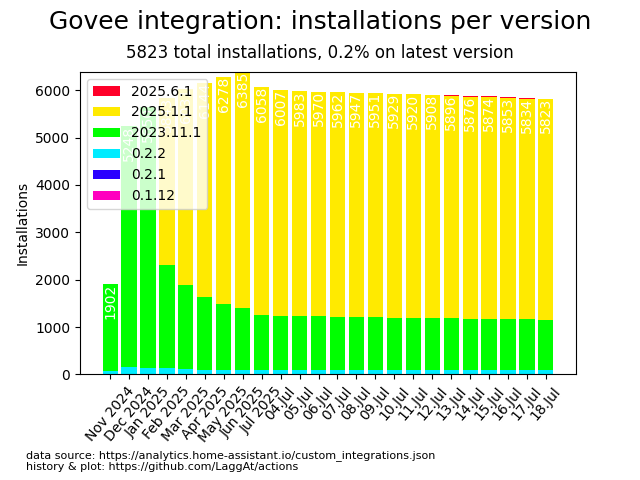 Govee integration: installations per version
5823 total installations, 0.2% on latest version
Installations
6000
5000
4000
3000
2000
1000
0
2025.6.1
2025.1.1
2023.11.1
0.2.2
0.2.1
0.1.12
1902
6278
6385
6058
6007
5983
5970
5962
5947
5951
5929
5920
5908
5896
5876
5874
5853
5834
5823
Nov 2024
Dec 2024
Jan 2025
Feb 2025
Mar 2025
Apr 2025
May 2025
Jun 2025
Jul 2025
04.Jul
05.Jul
06.Jul
07.Jul
08.Jul
09.Jul
10.Jul
11.Jul
12.Jul
13.Jul
14.Jul
15.Jul
16.Jul
17.Jul
18.Jul
data source: https://analytics.home-assistant.io/custom_integrations.json
history & plot: https://github.com/LaggAt/actions